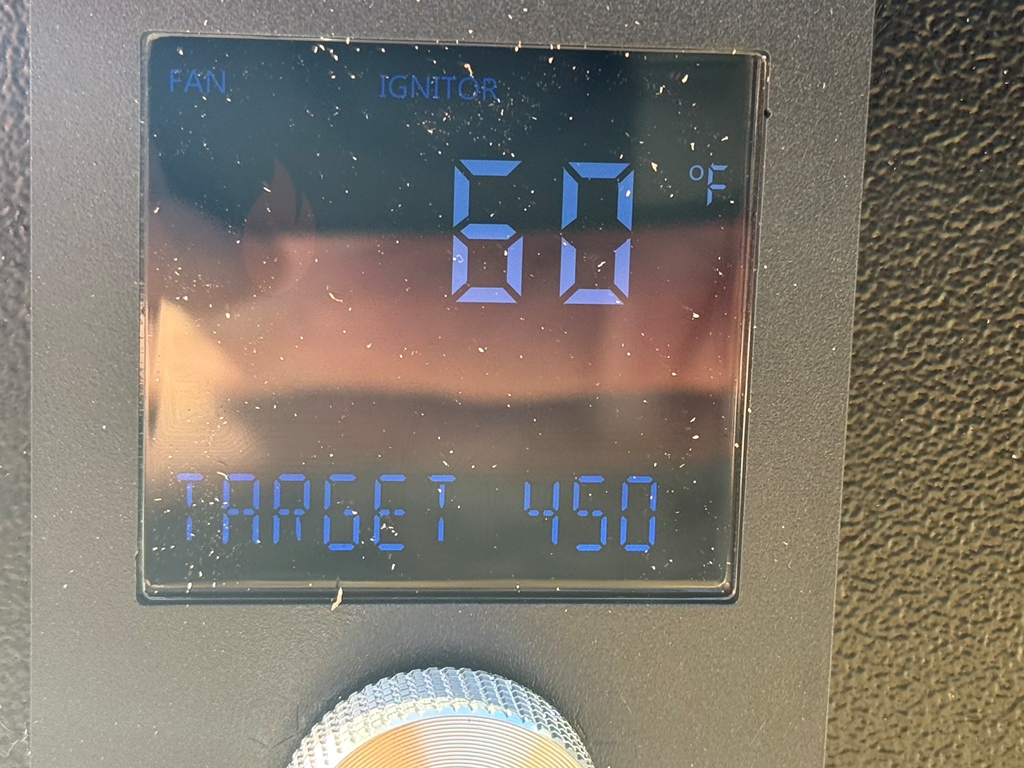 FAN IGNITOR
60 °F
TARGET 450